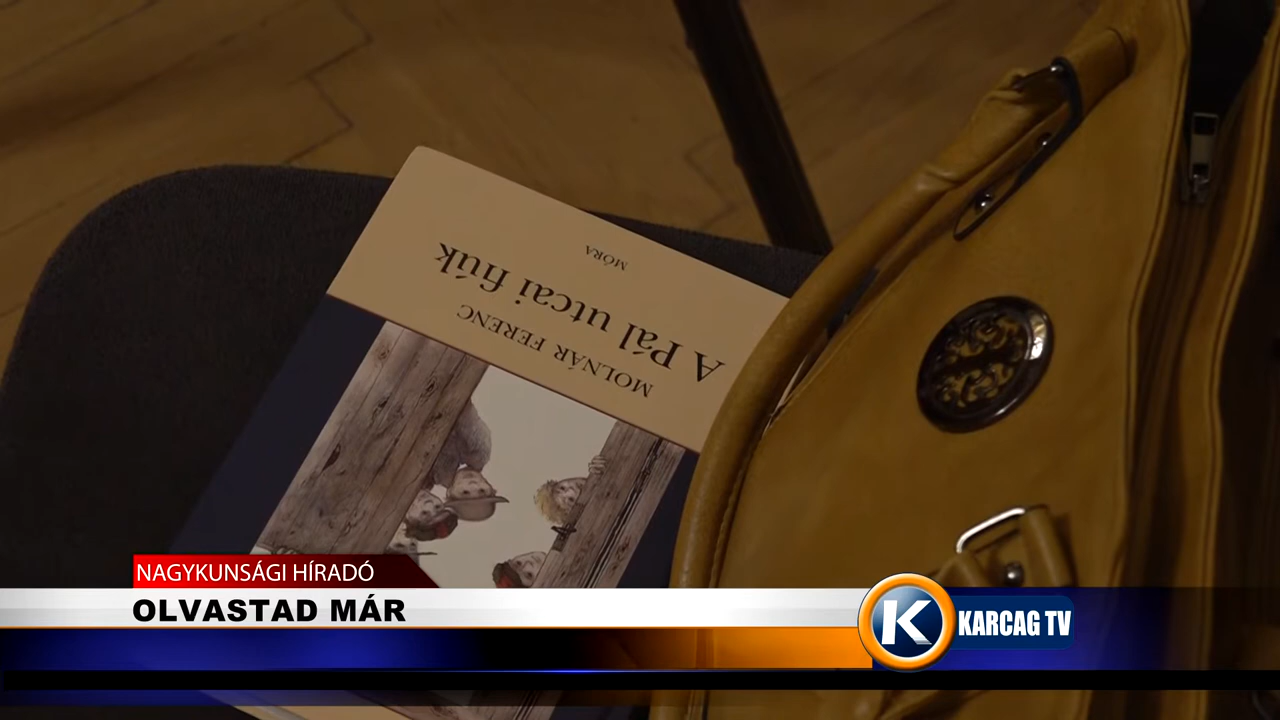 MOLNÁR FERENC
A Pál utcai fiúk
MÓRA
NAGYKUNSÁGI HÍRADÓ
OLVASTAD MÁR
K KARCAG TV